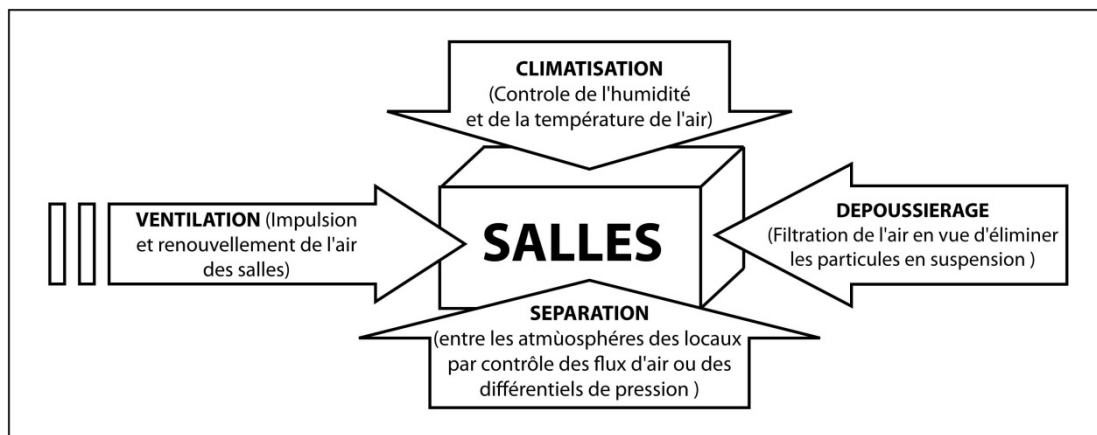 CLIMATISATION
(Controle de l'humidité
et de la température de l'air)
VENTILATION (Impulsion
et renouvellement de l'air
des salles)
SALLES
DEPOUSSIERAGE
(Filtration de l'air en vue d'éliminer
les particules en suspension )
SEPARATION
(entre les atmùosphéres des locaux
par contrôle des flux d'air ou des
différentiels de pression )